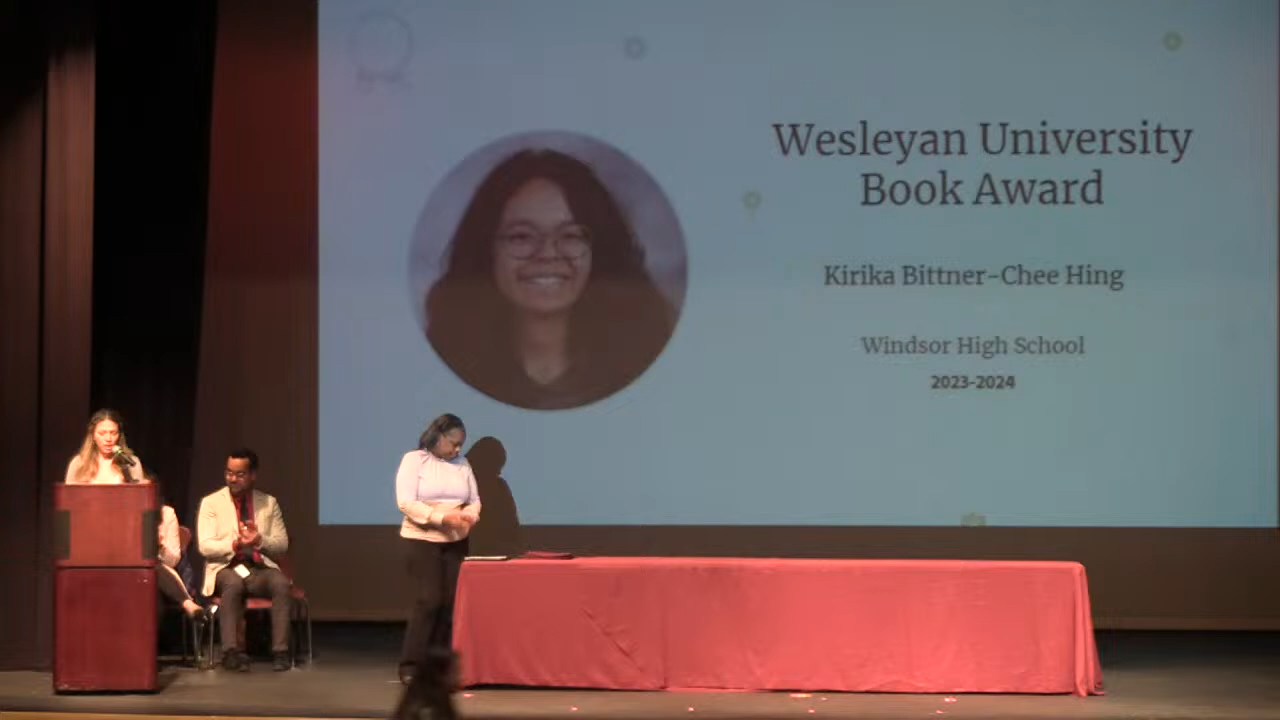 Wesleyan University
Book Award
Kirika Bittner-Chee Hing
Windsor High School
2023-2024